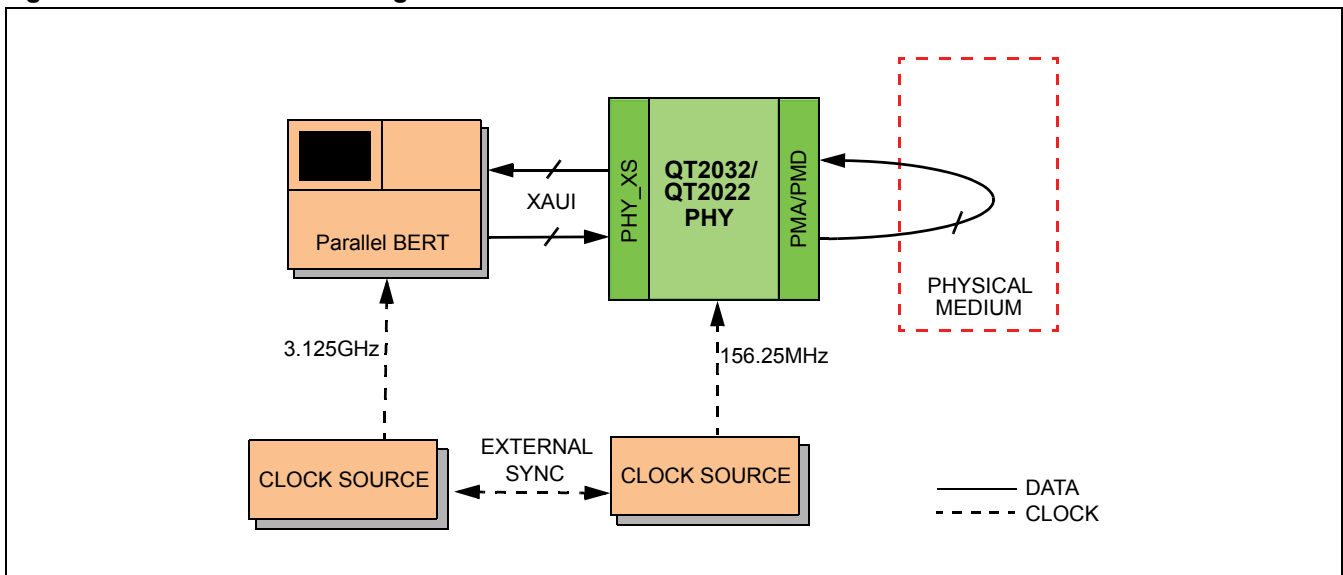 Parallel BERT
XAUI
PHY_XS
QT2032/
QT2022
PHY
PMA/PMD
PHYSICAL
MEDIUM
3.125GHz
156.25MHz
CLOCK SOURCE
EXTERNAL
SYNC
CLOCK SOURCE
DATA
CLOCK